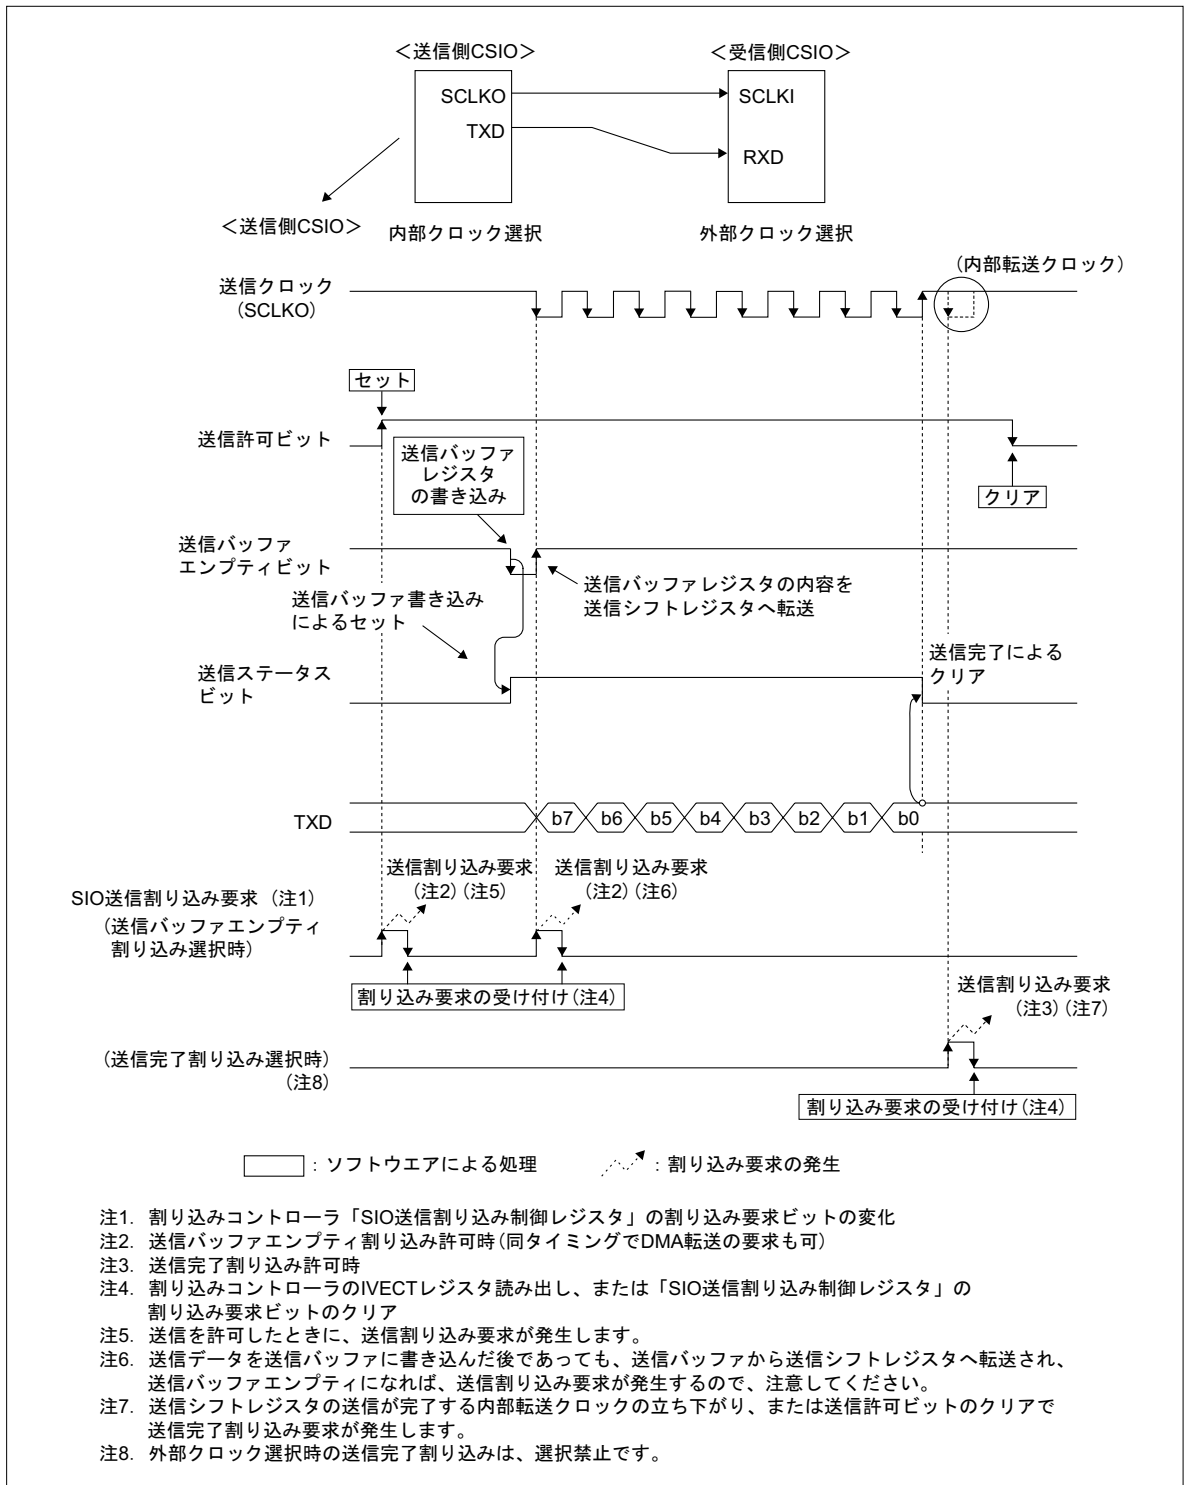 ＜送信側CSIO＞
＜受信側CSIO＞
SCLKO
SCLKI
TXD
RXD
＜送信側CSIO＞
内部クロック選択
外部クロック選択
(内部転送クロック)
送信クロック
(SCLKO)
セット
送信許可ビット
送信バッファ
レジスタ
の書き込み
クリア
送信バッファ
エンプティビット
送信バッファレジスタの内容を
送信シフトレジスタへ転送
送信バッファ書き込み
によるセット
送信完了による
クリア
送信ステータス
ビット
TXD
b7
b6
b5
b4
b3
b2
b1
b0
送信割り込み要求
(注2)(注5)
送信割り込み要求
(注2)(注6)
SIO送信割り込み要求 (注1)
(送信バッファエンプティ
割り込み選択時)
割り込み要求の受け付け(注4)
送信割り込み要求
(注3)(注7)
(送信完了割り込み選択時)
(注8)
割り込み要求の受け付け(注4)
：ソフトウエアによる処理
：割り込み要求の発生
注1. 割り込みコントローラ「SIO送信割り込み制御レジスタ」の割り込み要求ビットの変化
注2. 送信バッファエンプティ割り込み許可時(同タイミングでDMA転送の要求も可)
注3. 送信完了割り込み許可時
注4. 割り込みコントローラのIVECTレジスタ読み出し、または「SIO送信割り込み制御レジスタ」の
割り込み要求ビットのクリア
注5. 送信を許可したときに、送信割り込み要求が発生します。
注6. 送信データを送信バッファに書き込んだ後であっても、送信バッファから送信シフトレジスタへ転送され、
送信バッファエンプティになれば、送信割り込み要求が発生するので、注意してください。
注7. 送信シフトレジスタの送信が完了する内部転送クロックの立ち下がり、または送信許可ビットのクリアで
送信完了割り込み要求が発生します。
注8. 外部クロック選択時の送信完了割り込みは、選択禁止です。